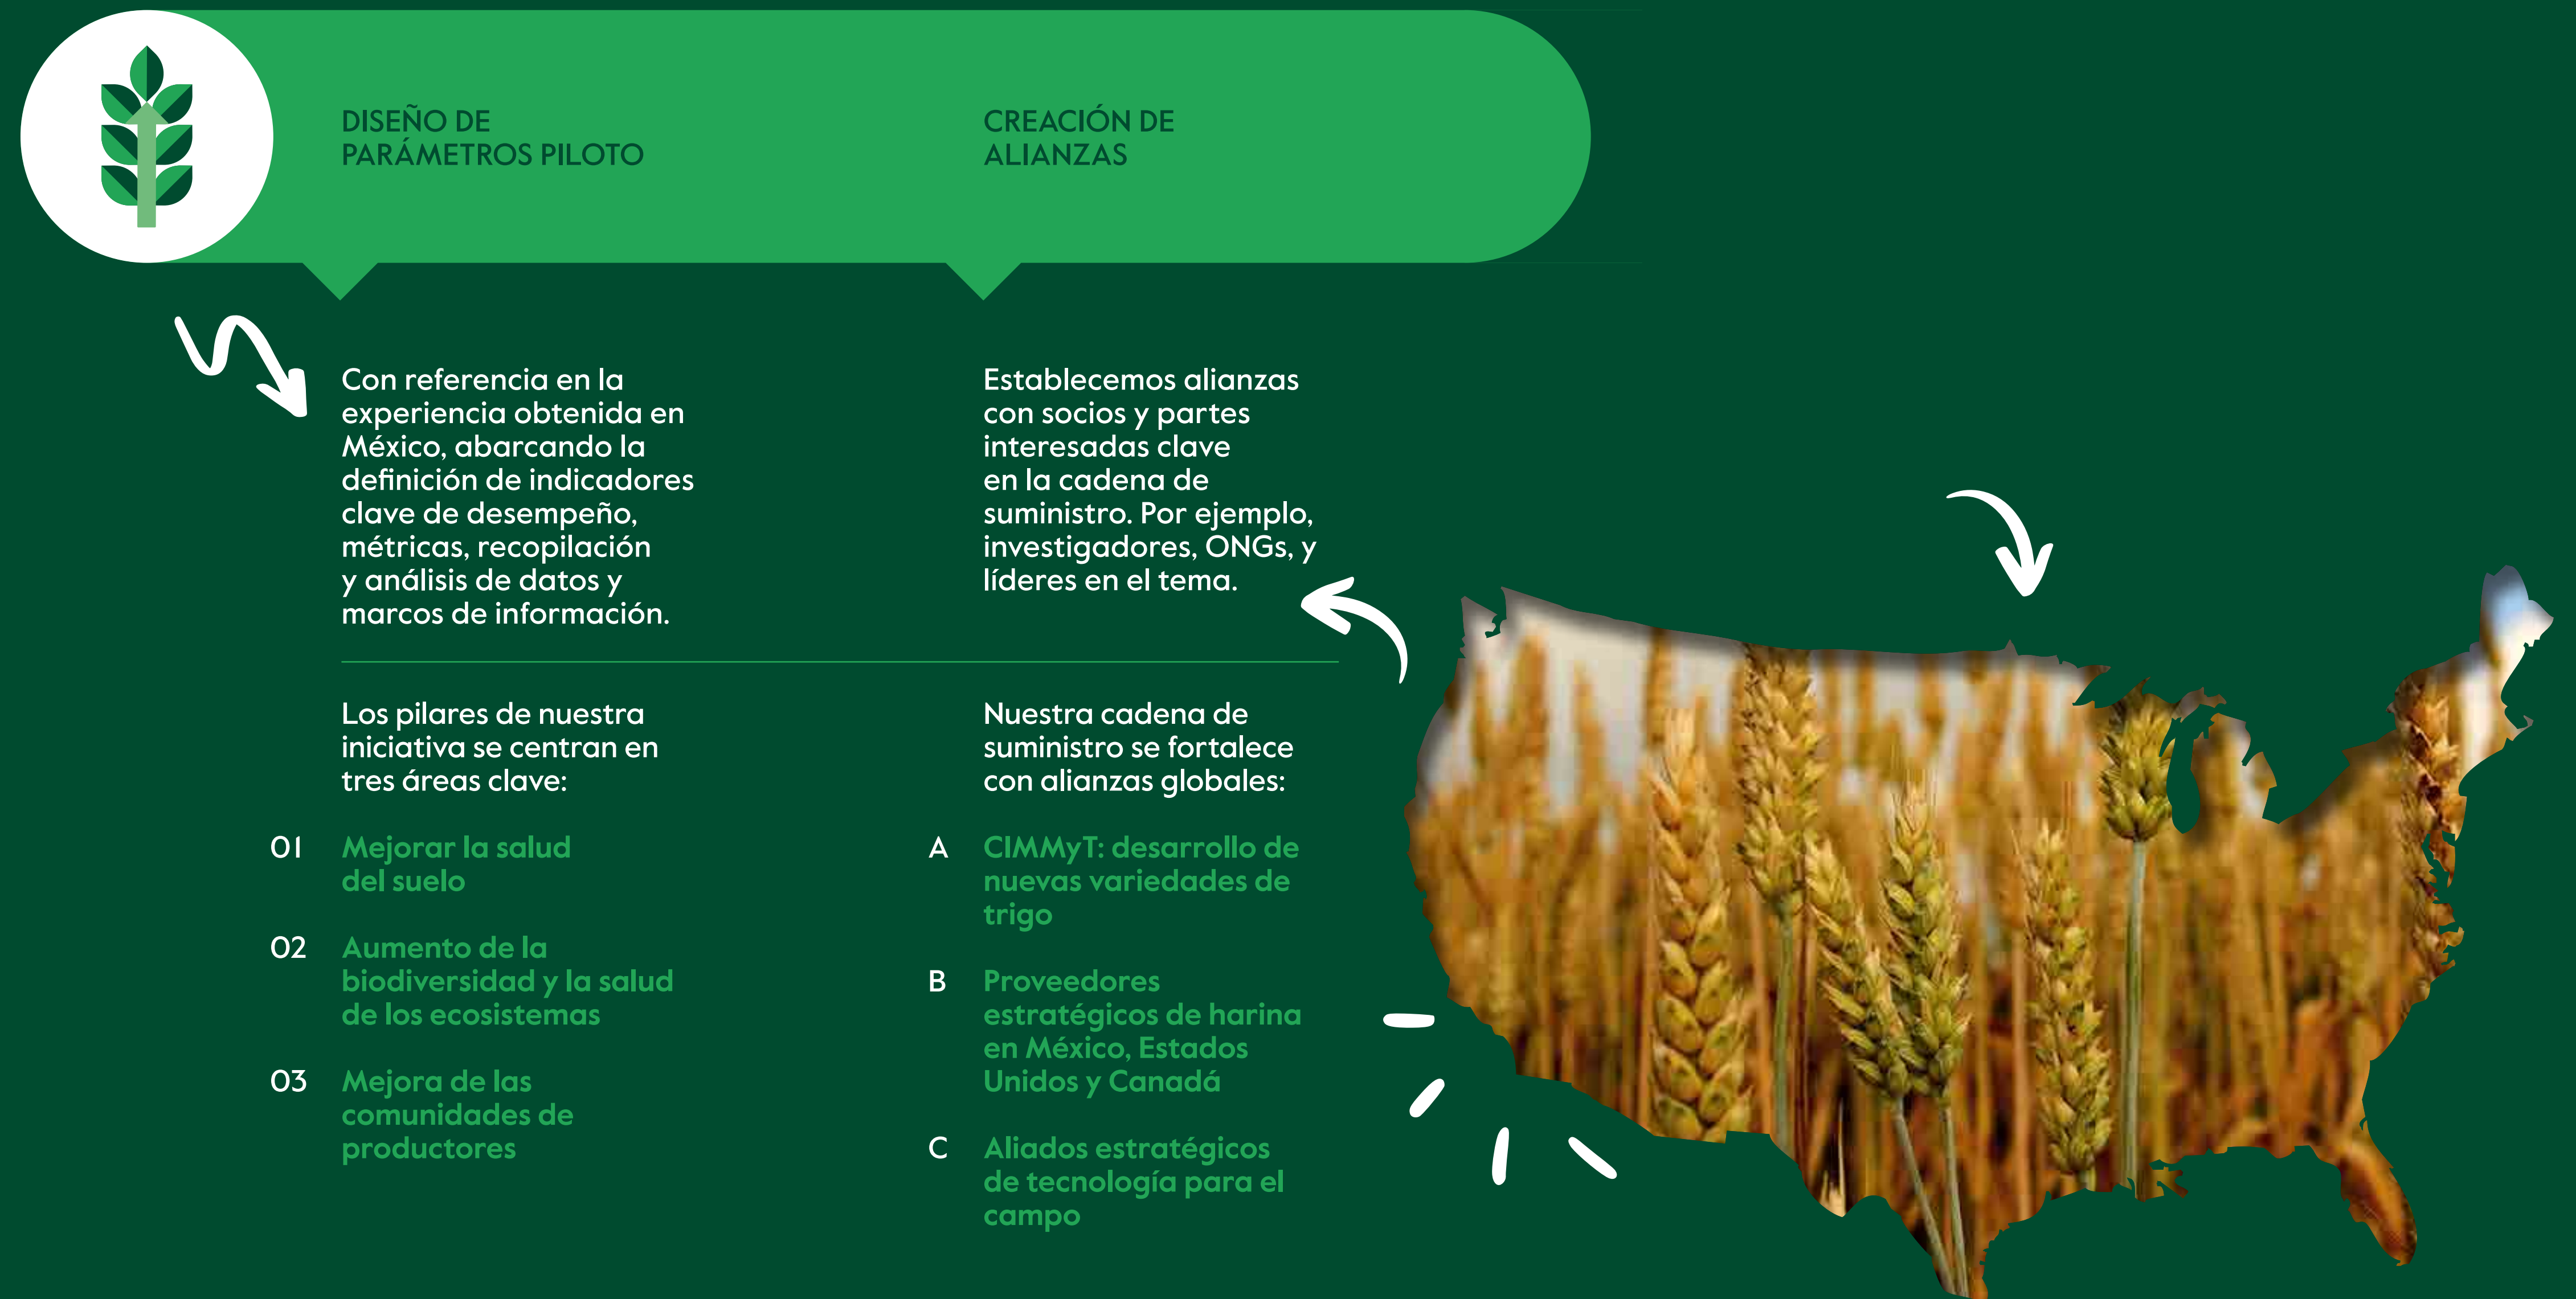 DISEÑO DE
PARÁMETROS PILOTO
Con referencia en la
experiencia obtenida en
México, abarcando la
definición de indicadores
clave de desempeño,
métricas, recopilación
y análisis de datos y
marcos de información.
Los pilares de nuestra
iniciativa se centran en
tres áreas clave:
01 Mejorar la salud
del suelo
02 Aumento de la
biodiversidad y la salud
de los ecosistemas
03 Mejora de las
comunidades de
productores
CREACIÓN DE
ALIANZAS
Establecemos alianzas
con socios y partes
interesadas clave
en la cadena de
suministro. Por ejemplo,
investigadores, ONGs, y
líderes en el tema.
Nuestra cadena de
suministro se fortalece
con alianzas globales:
A CIMMyT: desarrollo de
nuevas variedades de
trigo
B Proveedores
estratégicos de harina
en México, Estados
Unidos y Canadá
C Aliados estratégicos
de tecnología para el
campo